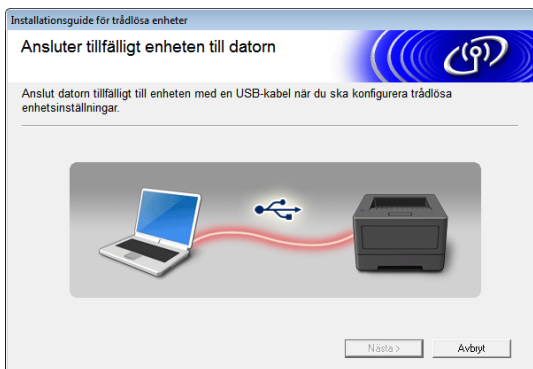 Installationsguide för trådlösa enheter
Ansluter tillfälligt enheten till datorn
Anslut datorn tillfälligt till enheten med en USB-kabel när du ska konfigurera trådlösa
enhetsinställningar.
Nästa >
Avbryt